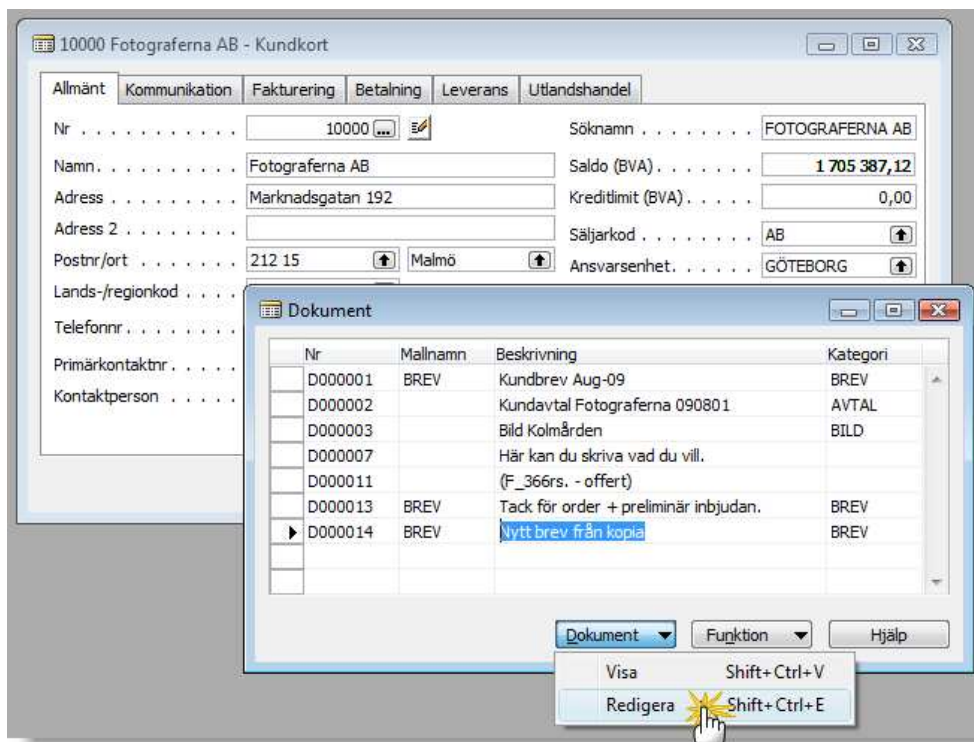 10000 Fotograferna AB - Kundkort
Allmänt Kommunikation Fakturering Betalning Leverans Utlandshandel
Nr . . . . . . . . . . . 10000 ... Söknamn . . . . . . . . FOTOGRAFERNA AB
Namn. . . . . . . . . . Fotograferna AB Saldo (BVA). . . . . . . 1 705 387,12
Adress . . . . . . . . . Marknadsgatan 192 Kreditlimit (BVA) . . . . . 0,00
Adress 2 . . . . . . . . Säljarkod . . . . . . . . AB
Postnr/ort . . . . . . . 212 15 Malmö Ansvarsenhet. . . . . . GÖTEBORG
Lands-/regionkod . . . .
Telefonnr. . . . . . . .
Primärkontaktnr . . . . .
Kontaktperson . . . . .
Dokument
Nr Mallnamn Beskrivning Kategori
D000001 BREV Kundbrev Aug-09 BREV
D000002 Kundavtal Fotograferna 090801 AVTAL
D000003 Bild Kolmården BILD
D000007 Här kan du skriva vad du vill.
D000011 (F_366rs. - offert)
D000013 BREV Tack för order + preliminär inbjudan. BREV
D000014 BREV Nytt brev från kopia BREV
Dokument Funktion Hjälp
Visa Shift+Ctrl+V
Redigera Shift+Ctrl+E